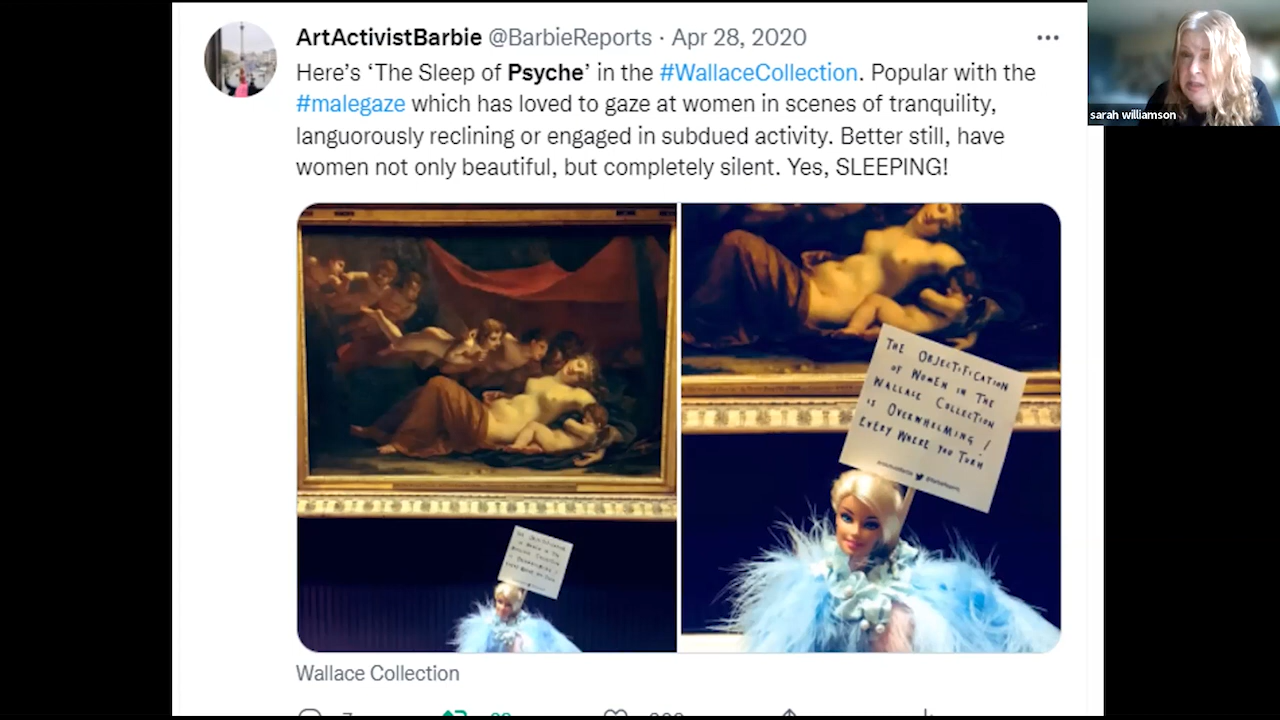 ArtActivistBarbie @BarbieReports · Apr 28, 2020
Here’s ‘The Sleep of Psyche’ in the #WallaceCollection. Popular with the
#malegaze which has loved to gaze at women in scenes of tranquility,
languorously reclining or engaged in subdued activity. Better still, have
women not only beautiful, but completely silent. Yes, SLEEPING!
THE OBJECTIFICATION
OF WOMEN IN THE
WALLACE COLLECTION
IS OVERWHELMING /
EVERY WHERE YOU TURN
Wallace Collection
sarah williamson